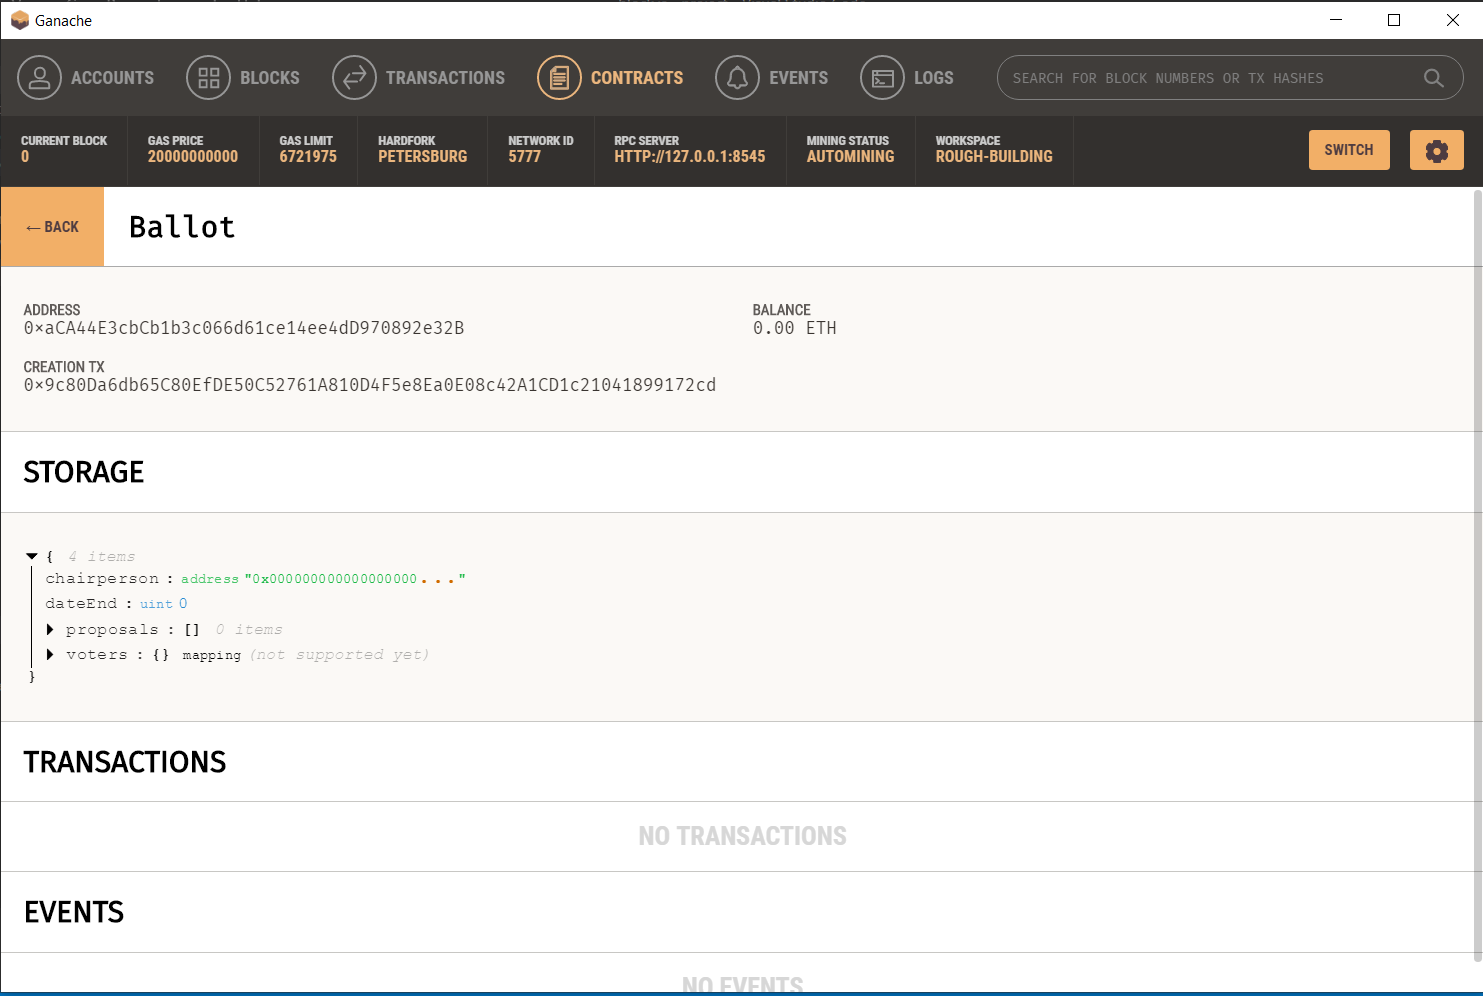 Ganache
ACCOUNTS BLOCKS TRANSACTIONS CONTRACTS EVENTS LOGS SEARCH FOR BLOCK NUMBERS OR TX HASHES
CURRENT BLOCK GAS PRICE GAS LIMIT HARDFORK NETWORK ID RPC SERVER MINING STATUS WORKSPACE
0 20000000000 6721975 PETERSBURG 5777 HTTP://127.0.0.1:8545 AUTOMINING ROUGH-BUILDING SWITCH
← BACK Ballot
ADDRESS BALANCE
0×aCA44E3cbCb1b3c066d61ce14ee4dD970892e32B 0.00 ETH
CREATION TX
0×9c80Da6db65C80EfDE50C52761A810D4F5e8Ea0E08c42A1CD1c21041899172cd
STORAGE
{ 4 items
chairperson : address "0x000000000000000000..."
dateEnd : uint 0
proposals : [] 0 items
voters : {} mapping (not supported yet)
}
TRANSACTIONS
NO TRANSACTIONS
EVENTS
NO EVENTS